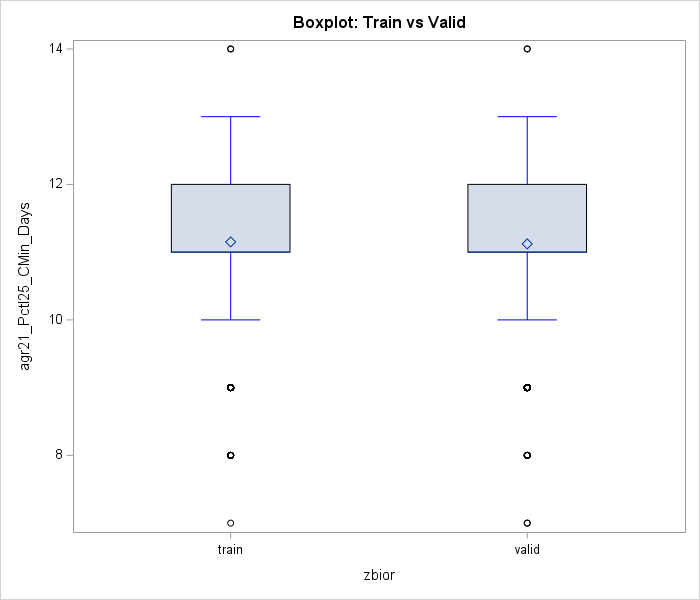 Boxplot: Train vs Valid
14
12
10
8
agr21_Pctl25_CMin_Days
train
valid
zbior